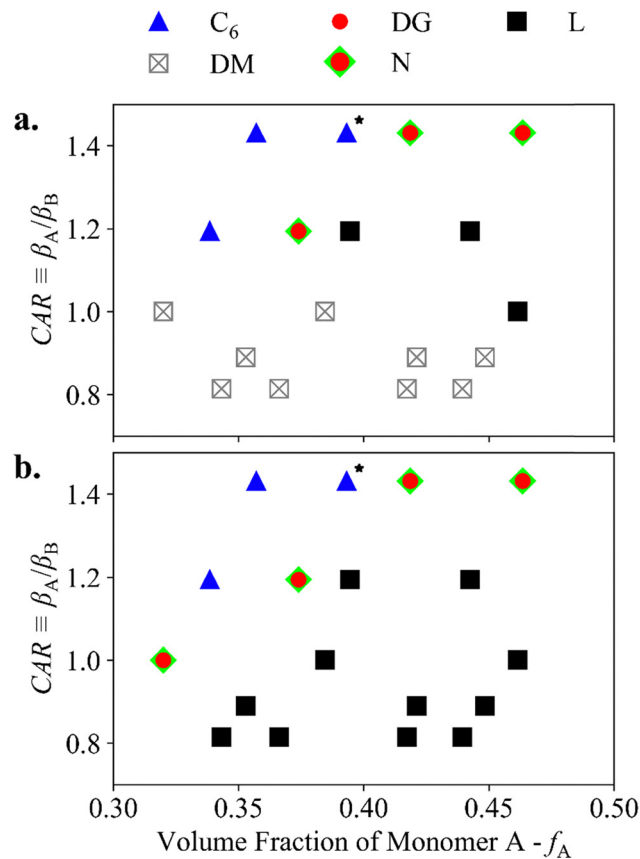 C₆ DG L
DM N
a.
1.4
1.2
1.0
0.8
CAR ≡ βA/βB
b.
1.4
1.2
1.0
0.8
CAR ≡ βA/βB
0.30 0.35 0.40 0.45 0.50
Volume Fraction of Monomer A - fA